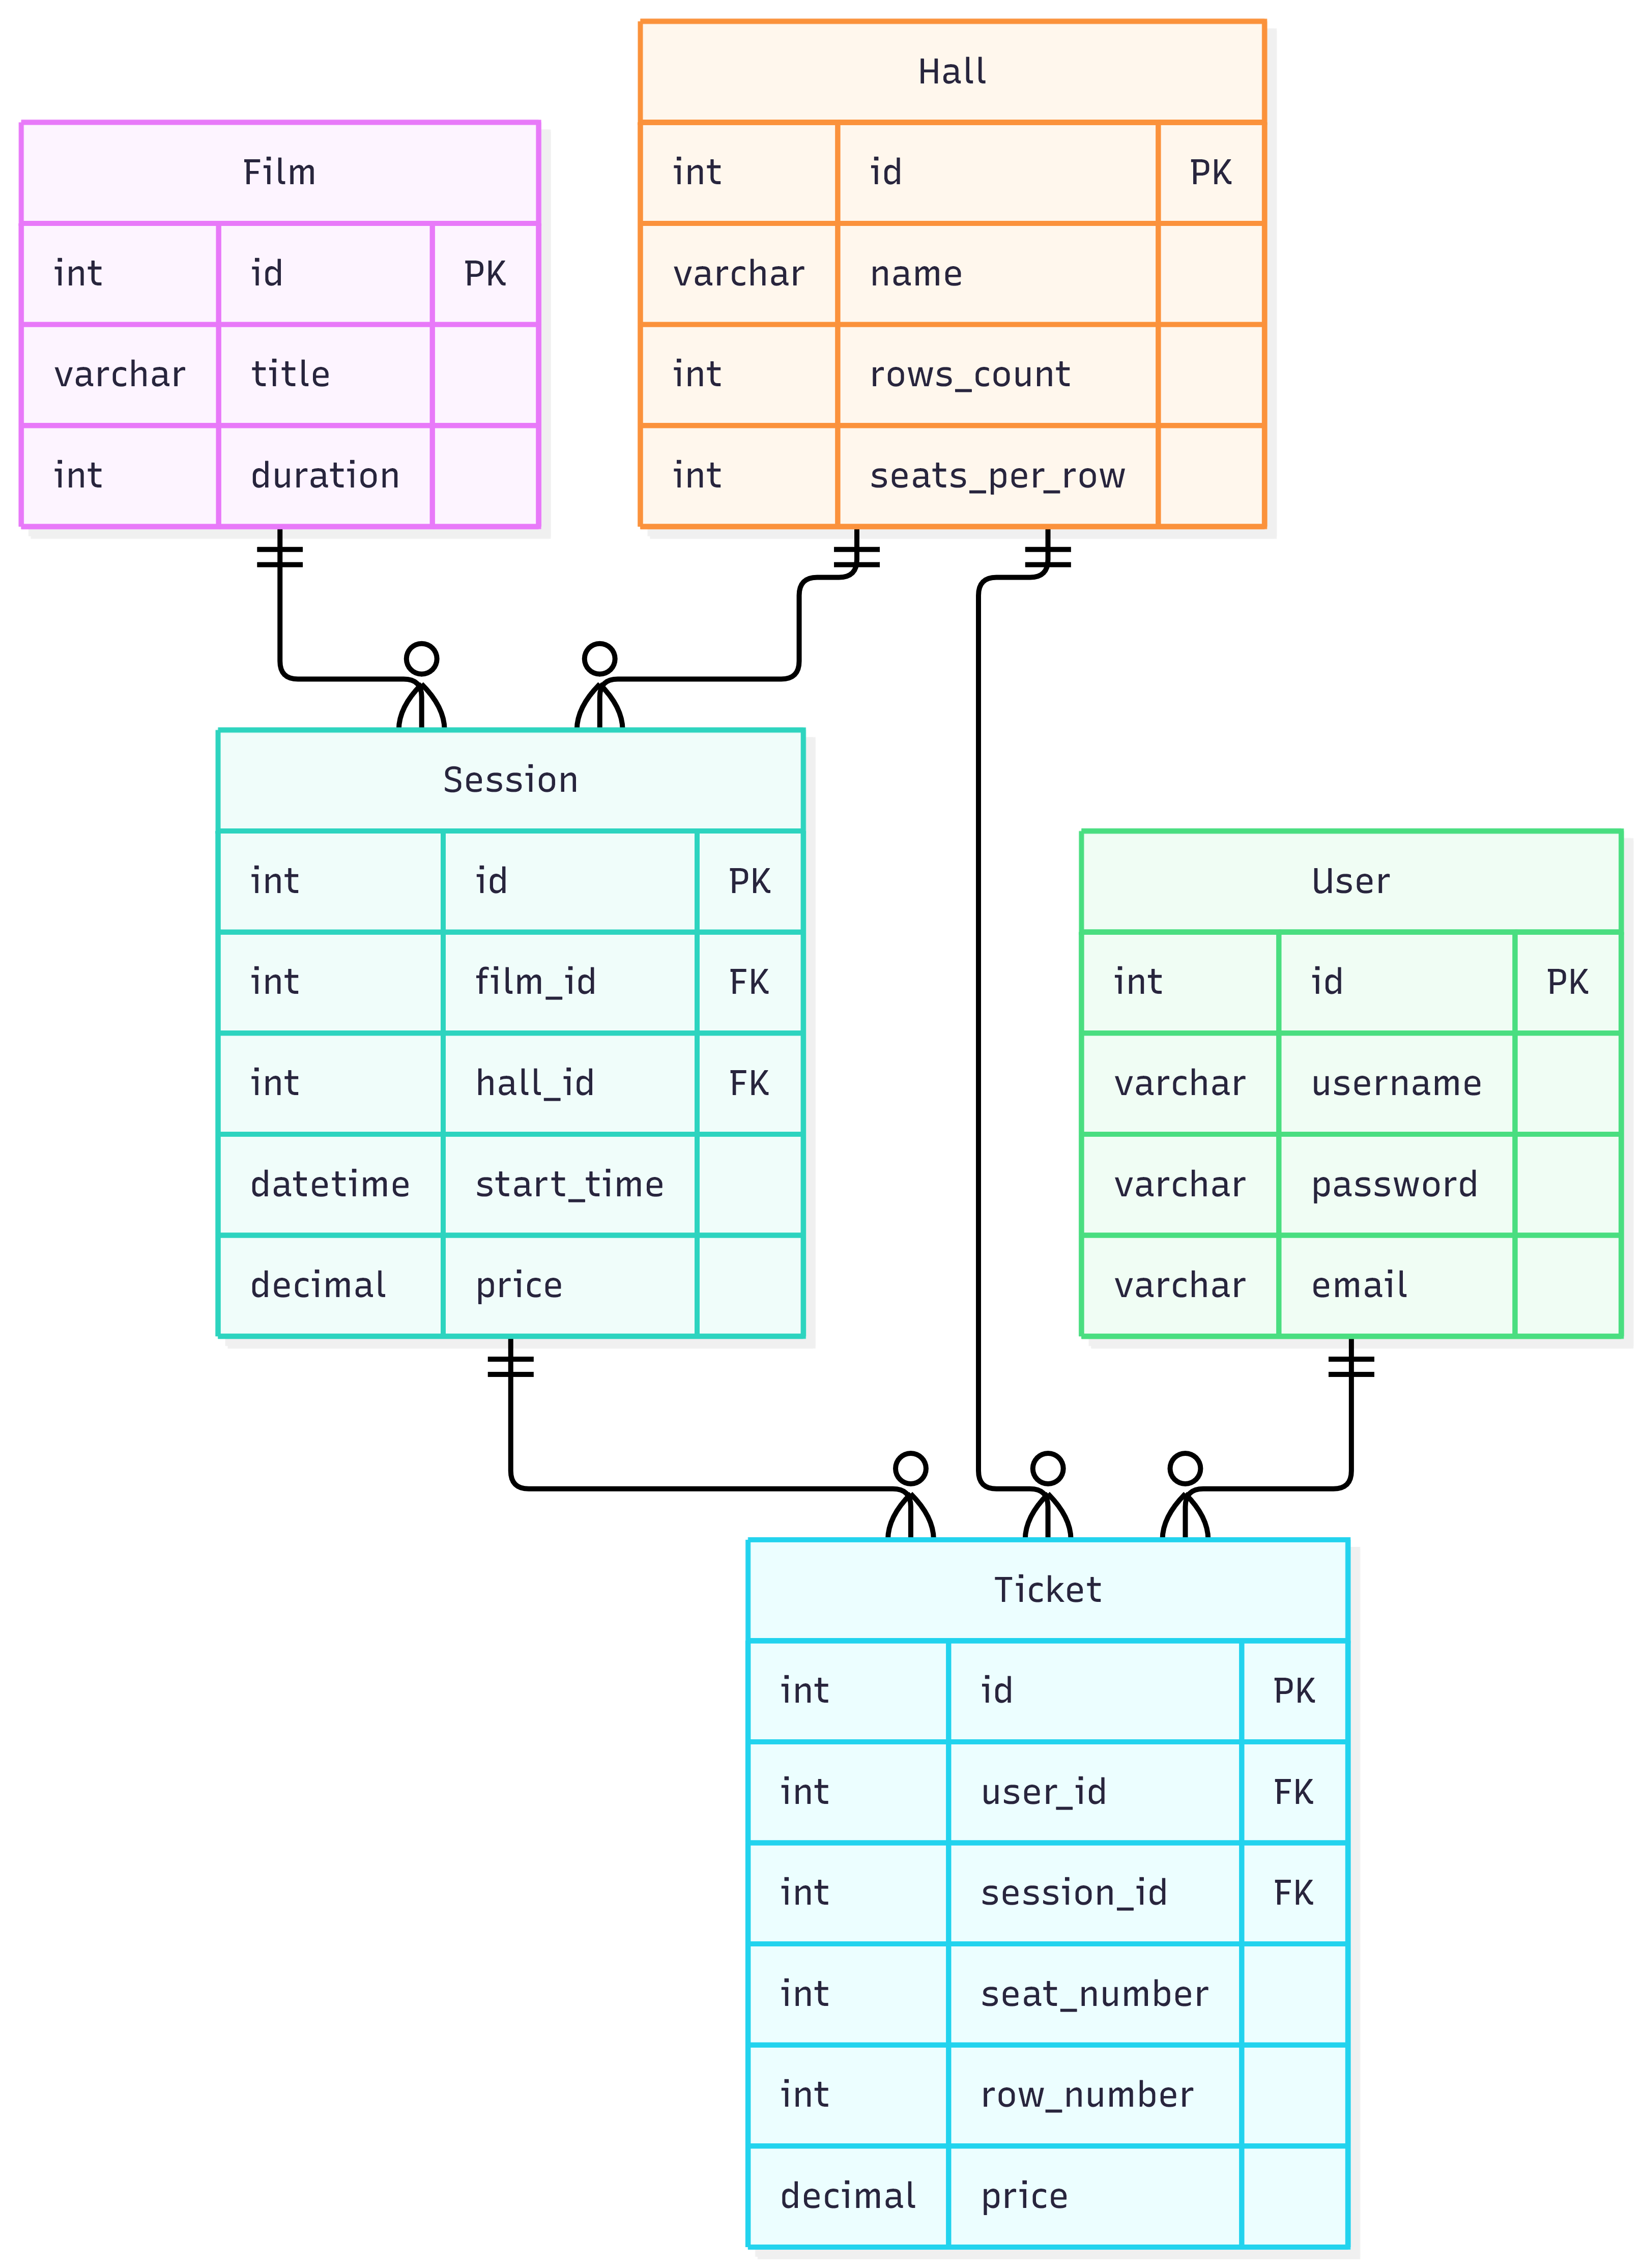 Hall
int id PK
varchar name
int rows_count
int seats_per_row
Film
int id PK
varchar title
int duration
Session
int id PK
int film_id FK
int hall_id FK
datetime start_time
decimal price
User
int id PK
varchar username
varchar password
varchar email
Ticket
int id PK
int user_id FK
int session_id FK
int seat_number
int row_number
decimal price